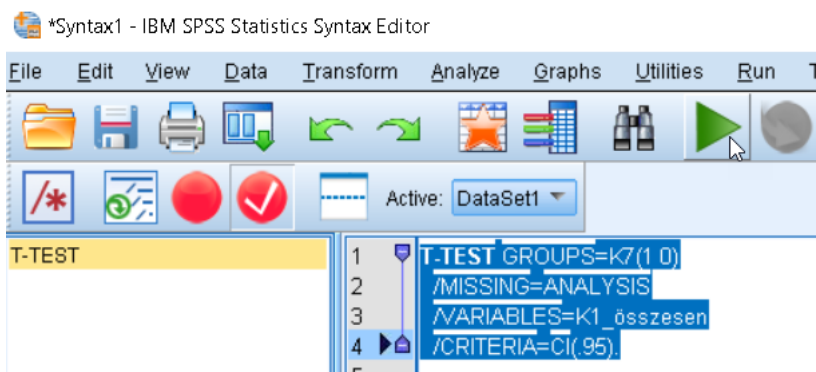 *Syntax1 - IBM SPSS Statistics Syntax Editor
File Edit View Data Transform Analyze Graphs Utilities Run
/*
Active: DataSet1
T-TEST
1 T-TEST GROUPS=K7(1 0)
2 /MISSING=ANALYSIS
3 /VARIABLES=K1_összesen
4 /CRITERIA=CI(.95).